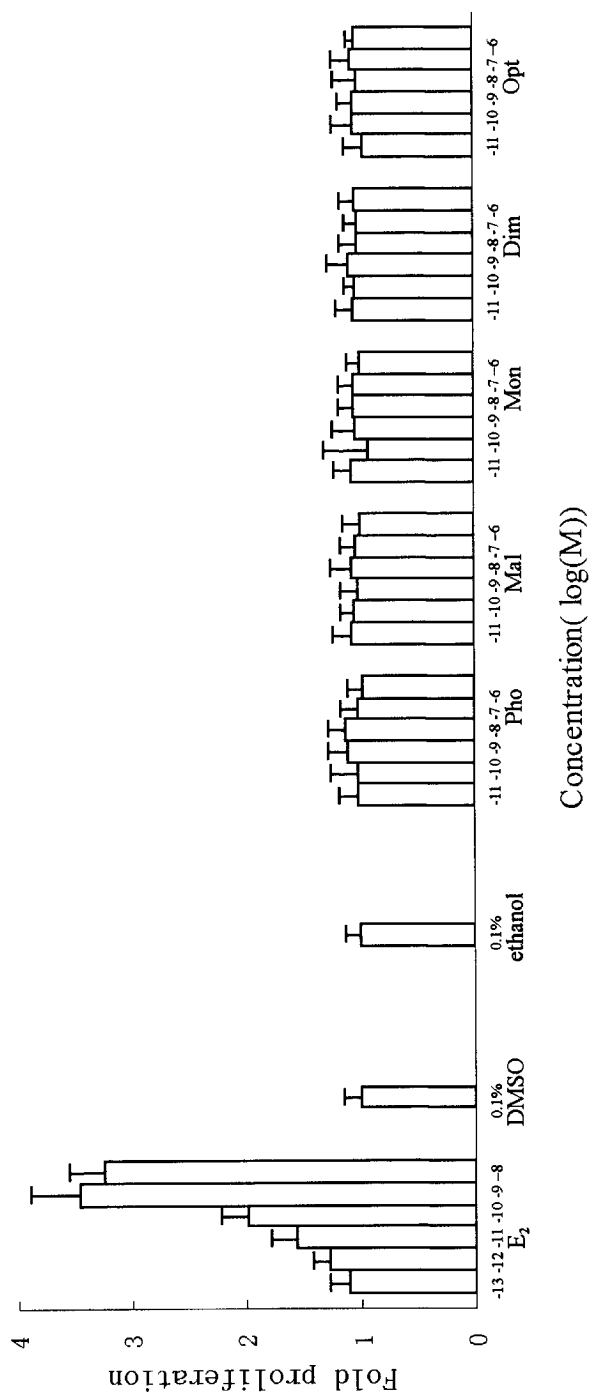 Fold proliferation
4
3
2
1
0
-13 -12 -11 -10 -9 -8
E2
0.1%
DMSO
0.1%
ethanol
-11 -10 -9 -8 -7 -6
Pho
-11 -10 -9 -8 -7 -6
Mal
-11 -10 -9 -8 -7 -6
Mon
-11 -10 -9 -8 -7 -6
Dim
-11 -10 -9 -8 -7 -6
Opt
Concentration( log(M))